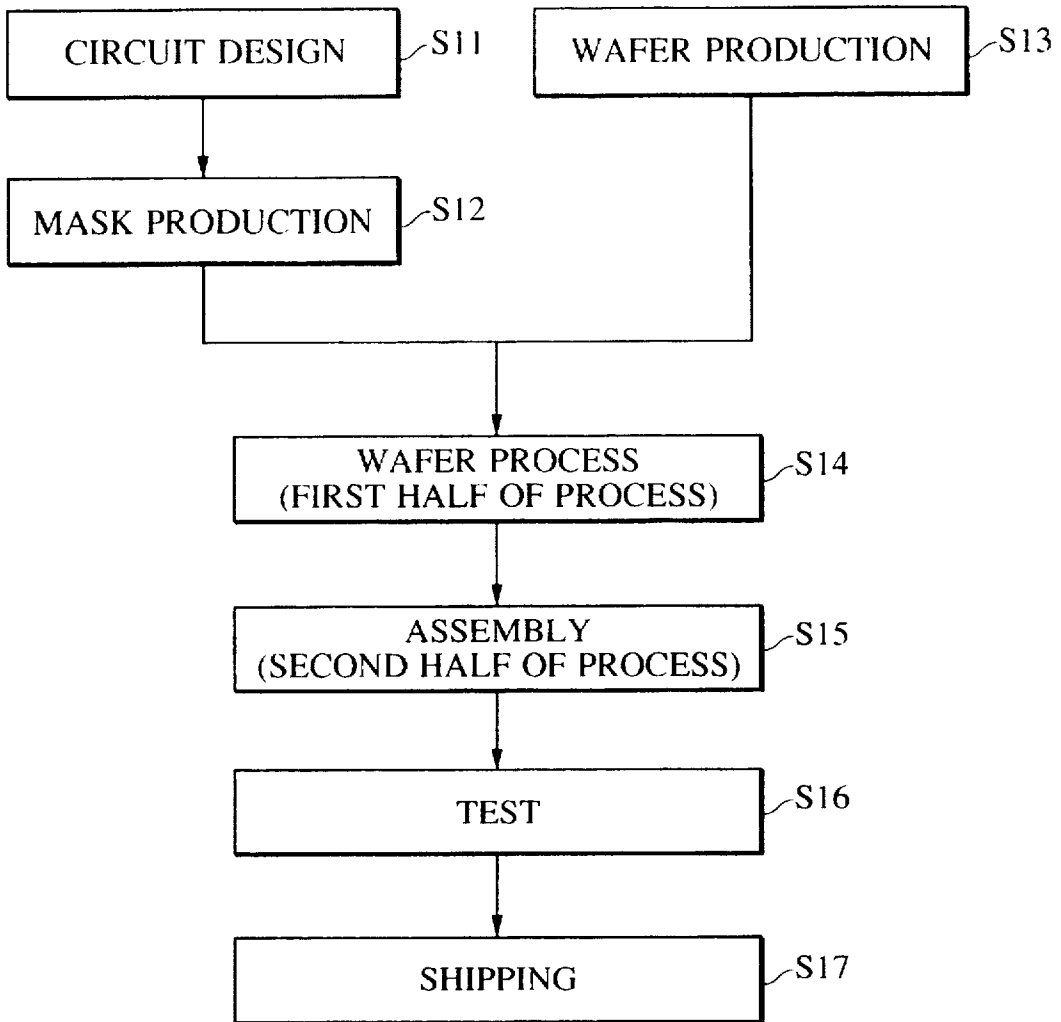 CIRCUIT DESIGN
S11
WAFER PRODUCTION
S13
MASK PRODUCTION
S12
WAFER PROCESS
(FIRST HALF OF PROCESS)
S14
ASSEMBLY
(SECOND HALF OF PROCESS)
S15
TEST
S16
SHIPPING
S17